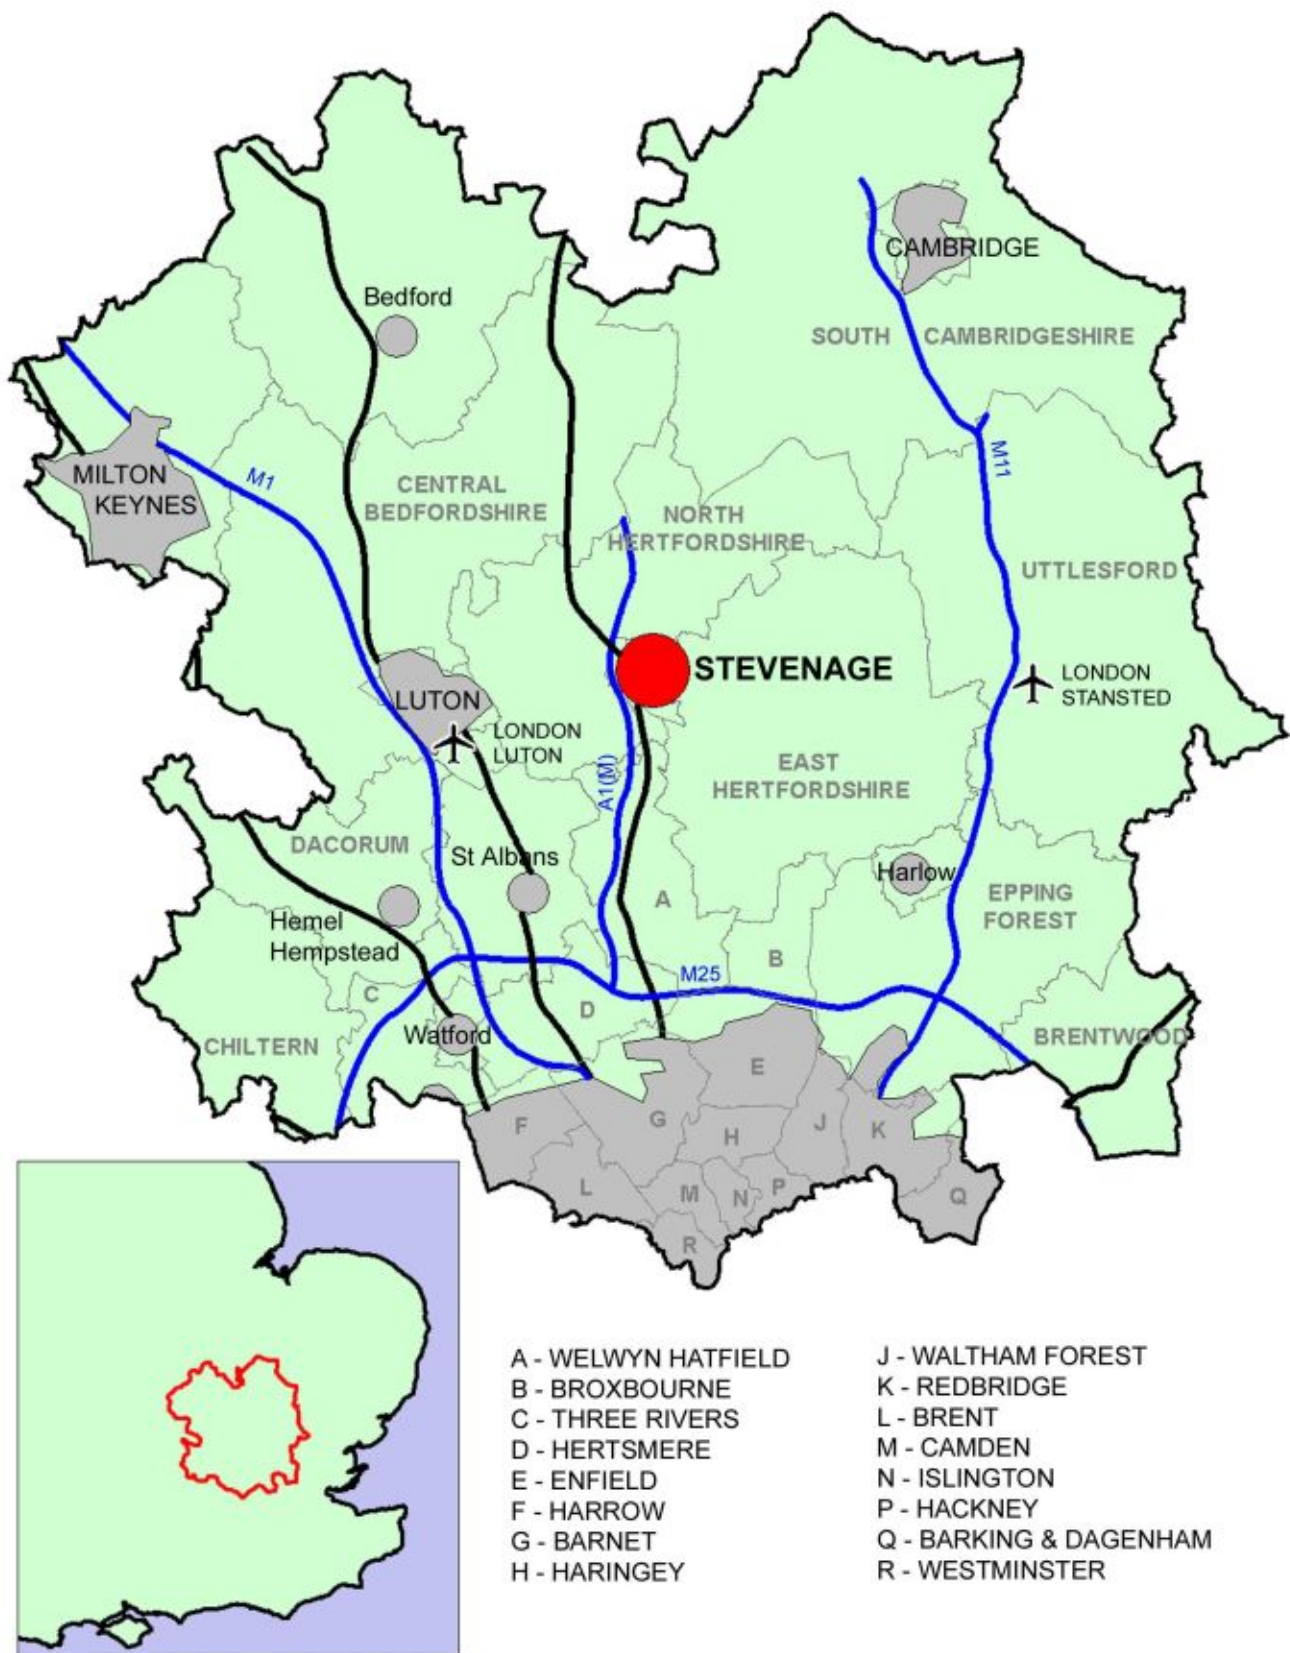 CAMBRIDGE
Bedford
SOUTH CAMBRIDGESHIRE
M1
M11
MILTON
KEYNES
CENTRAL
BEDFORDSHIRE
NORTH
HERTFORDSHIRE
UTTLESFORD
STEVENAGE
LONDON
STANSTED
LUTON
LONDON
LUTON
A1(M)
EAST
HERTFORDSHIRE
DACORUM
St Albans
Harlow
A
EPPING
FOREST
Hemel
Hempstead
B
M25
C
D
Watford
CHILTERN
BRENTWOOD
E
F
G
H
J
K
L
M
N
P
Q
R
A - WELWYN HATFIELD
B - BROXBOURNE
C - THREE RIVERS
D - HERTSMERE
E - ENFIELD
F - HARROW
G - BARNET
H - HARINGEY
J - WALTHAM FOREST
K - REDBRIDGE
L - BRENT
M - CAMDEN
N - ISLINGTON
P - HACKNEY
Q - BARKING & DAGENHAM
R - WESTMINSTER